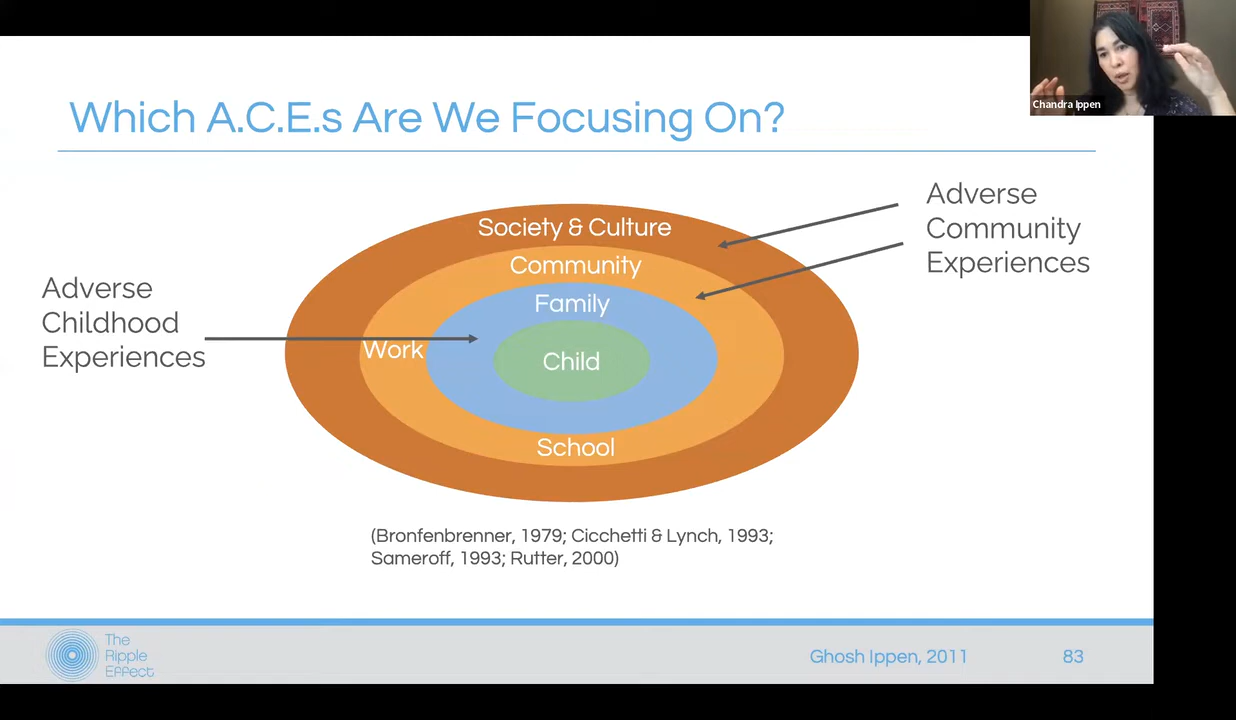 Chandra Ippen
Which A.C.E.s Are We Focusing On?
Adverse
Community
Experiences
Society & Culture
Community
Family
Adverse
Childhood
Experiences
Work
Child
School
(Bronfenbrenner, 1979; Cicchetti & Lynch, 1993;
Sameroff, 1993; Rutter, 2000)
The
Ripple
Effect
Ghosh Ippen, 2011
83